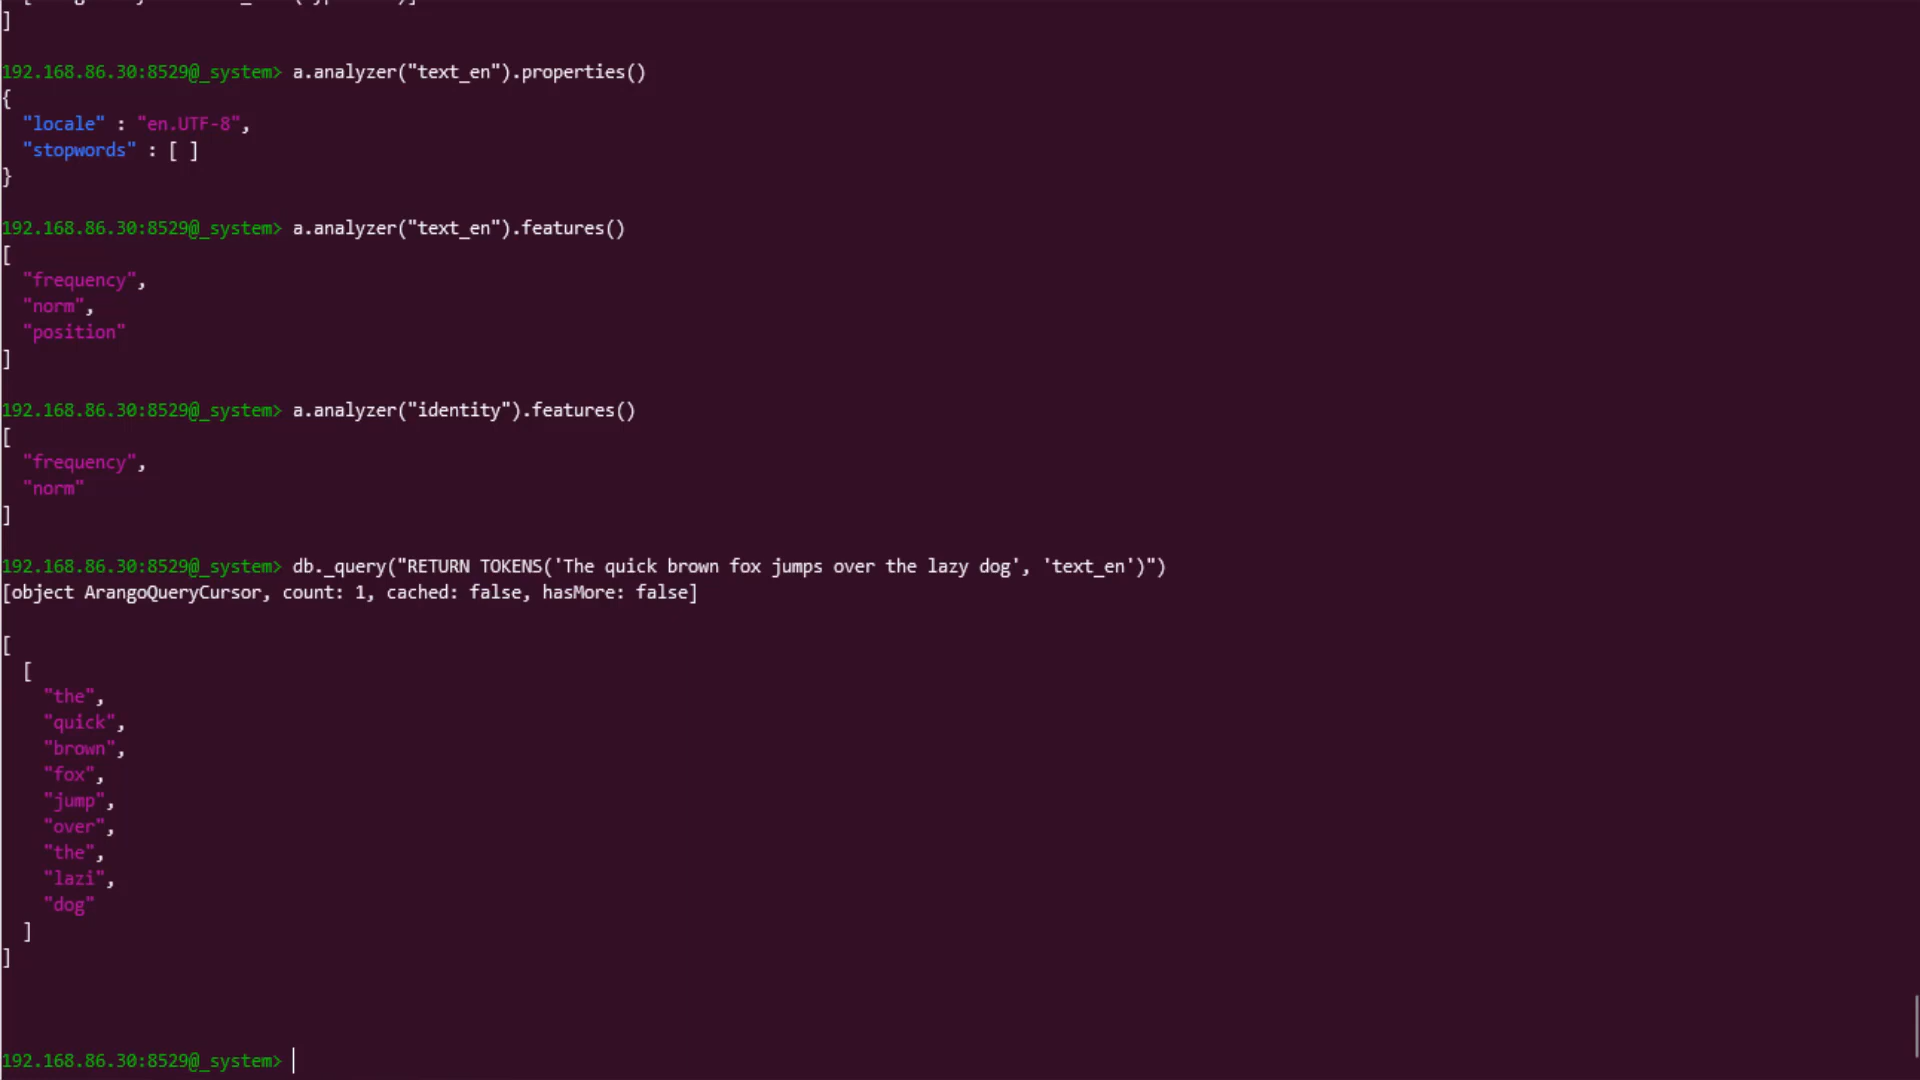 ]
192.168.86.30:8529@_system> a.analyzer("text_en").properties()
{
  "locale" : "en.UTF-8",
  "stopwords" : [ ]
}
192.168.86.30:8529@_system> a.analyzer("text_en").features()
[
  "frequency",
  "norm",
  "position"
]
192.168.86.30:8529@_system> a.analyzer("identity").features()
[
  "frequency",
  "norm"
]
192.168.86.30:8529@_system> db._query("RETURN TOKENS('The quick brown fox jumps over the lazy dog', 'text_en')")
[object ArangoQueryCursor, count: 1, cached: false, hasMore: false]
[
  [
    "the",
    "quick",
    "brown",
    "fox",
    "jump",
    "over",
    "the",
    "lazi",
    "dog"
  ]
]
192.168.86.30:8529@_system>